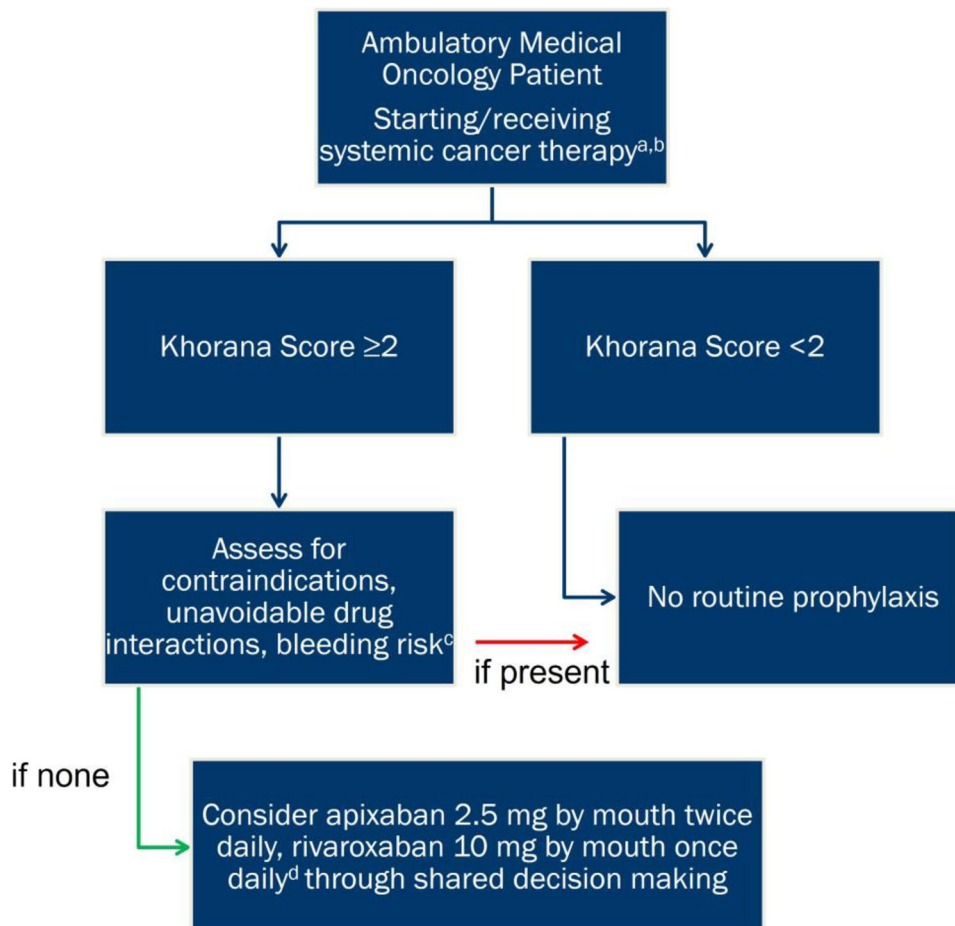 Ambulatory Medical
Oncology Patient
Starting/receiving
systemic cancer therapyᵃ,ᵇ
Khorana Score ≥2
Khorana Score <2
Assess for
contraindications,
unavoidable drug
interactions, bleeding riskᶜ
if present
No routine prophylaxis
if none
Consider apixaban 2.5 mg by mouth twice
daily, rivaroxaban 10 mg by mouth once
dailyᵈ through shared decision making